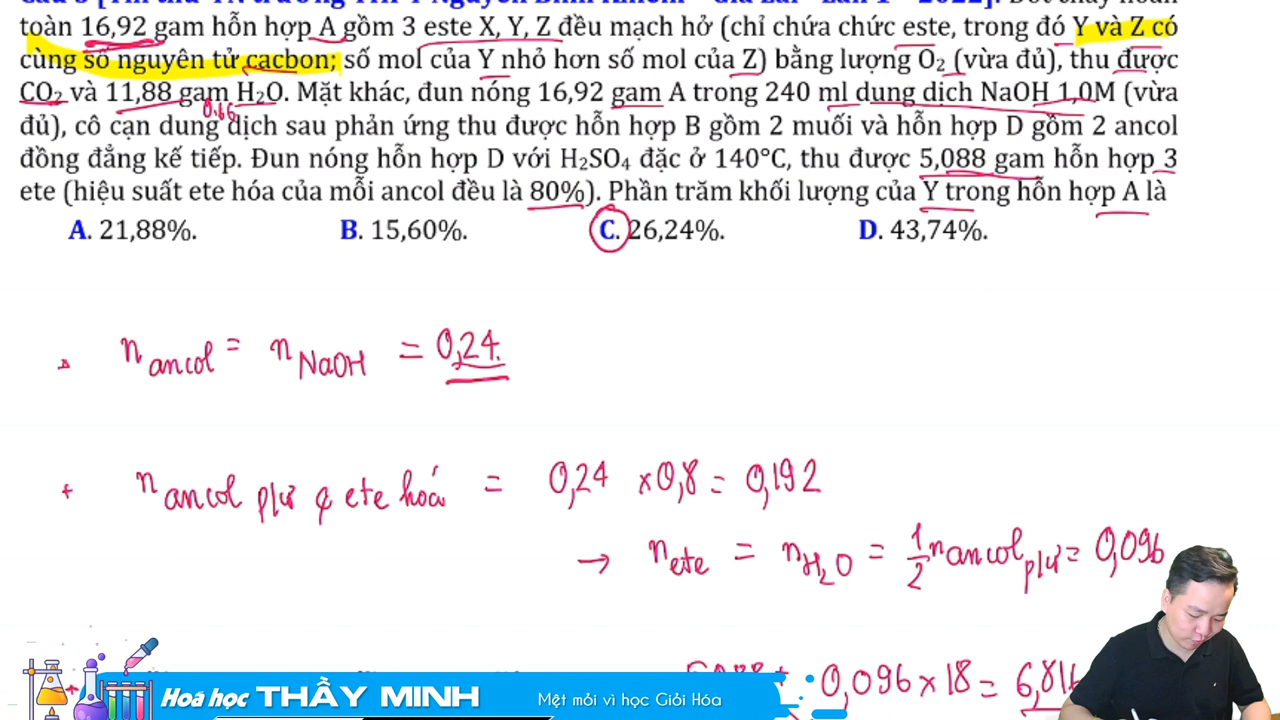 toàn 16,92 gam hỗn hợp A gồm 3 este X, Y, Z đều mạch hở (chỉ chứa chức este, trong đó Y và Z có
cùng số nguyên tử cacbon; số mol của Y nhỏ hơn số mol của Z) bằng lượng O₂ (vừa đủ), thu được
CO₂ và 11,88 gam H₂O. Mặt khác, đun nóng 16,92 gam A trong 240 ml dung dịch NaOH 1,0M (vừa
0,66
đủ), cô cạn dung dịch sau phản ứng thu được hỗn hợp B gồm 2 muối và hỗn hợp D gồm 2 ancol
đồng đẳng kế tiếp. Đun nóng hỗn hợp D với H₂SO₄ đặc ở 140°C, thu được 5,088 gam hỗn hợp 3
ete (hiệu suất ete hóa của mỗi ancol đều là 80%). Phần trăm khối lượng của Y trong hỗn hợp A là
A. 21,88%. B. 15,60%. C. 26,24%. D. 43,74%.
n ancol = n NaOH = 0,24.
+ n ancol p/ư ¢ ete hoá = 0,24 x 0,8 = 0,192
→ n ete = n H₂O = 1/2 n ancol p/ư = 0,096
0,096 x 18 = 6,816
Hoá học THẦY MINH Mệt mỏi vì học Giỏi Hóa